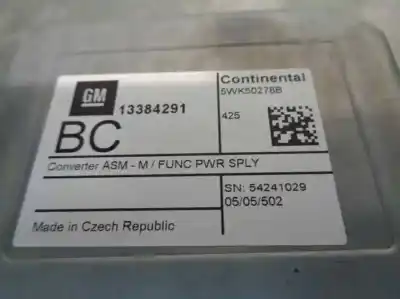 GM
13384291
Continental
5WK50278B
BC
425
Converter ASM - M / FUNC PWR SPLY
SN: 54241029
05/05/502
Made in Czech Republic